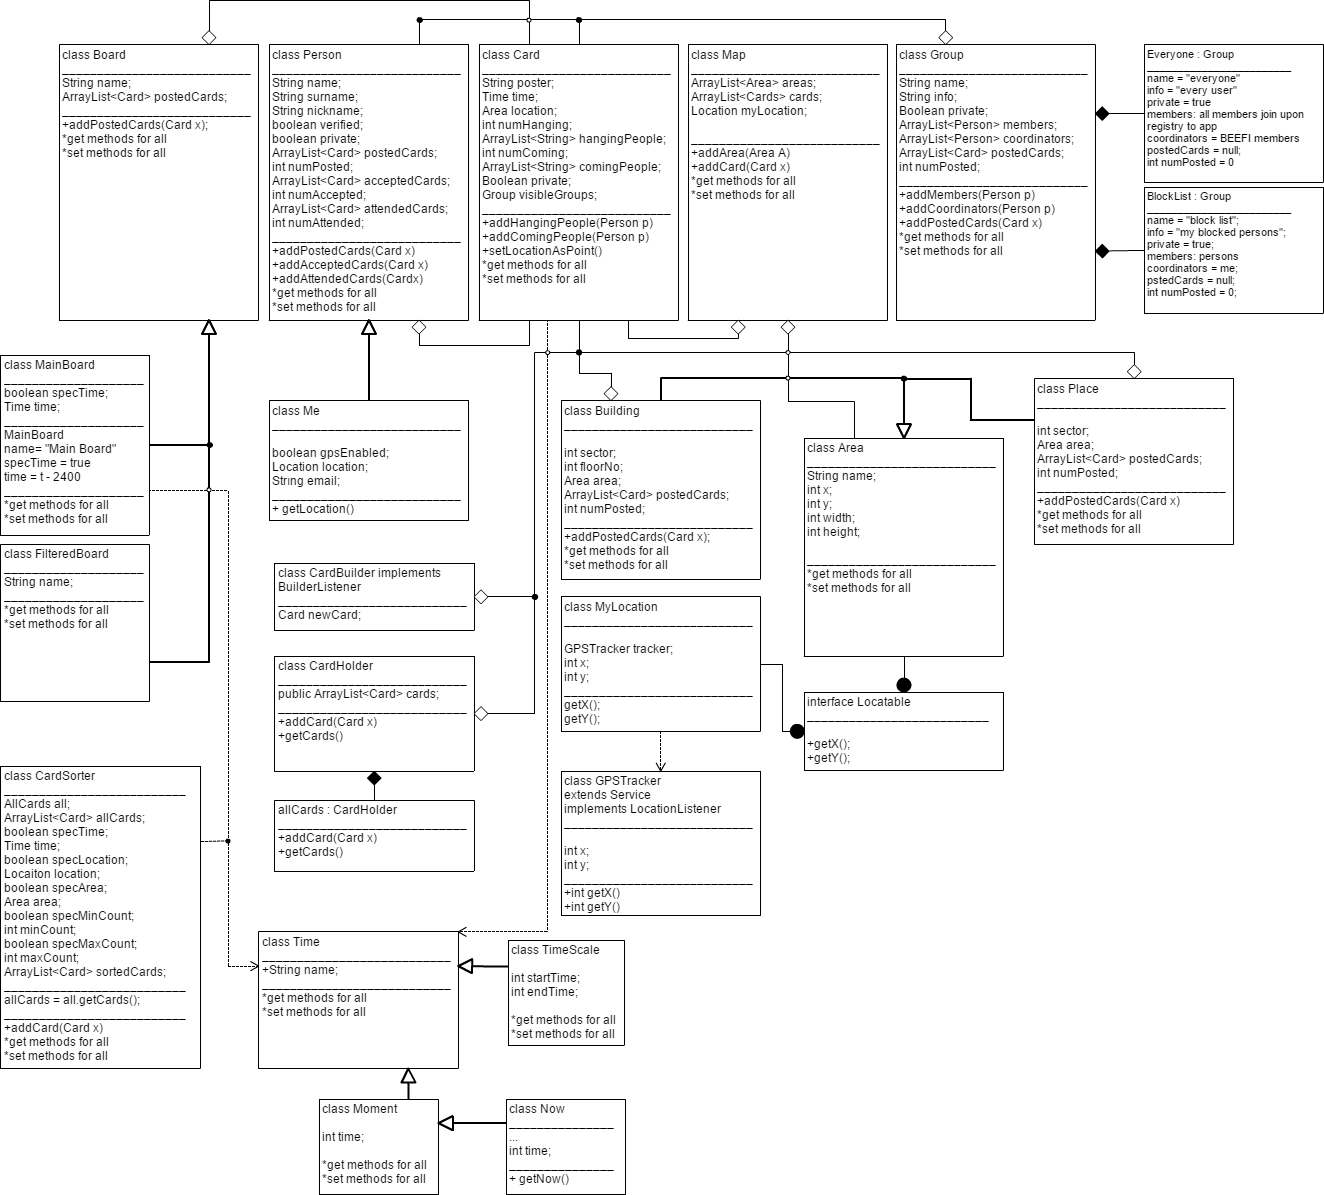 class Board
String name;
ArrayList<Card> postedCards;
+addPostedCards(Card x);
*get methods for all
*set methods for all
class Person
String name;
String surname;
String nickname;
boolean verified;
boolean private;
ArrayList<Card> postedCards;
int numPosted;
ArrayList<Card> acceptedCards;
int numAccepted;
ArrayList<Card> attendedCards;
int numAttended;
+addPostedCards(Card x)
+addAcceptedCards(Card x)
+addAttendedCards(Cardx)
*get methods for all
*set methods for all
class Card
String poster;
Time time;
Area location;
int numHanging;
ArrayList<String> hangingPeople;
int numComing;
ArrayList<String> comingPeople;
Boolean private;
Group visibleGroups;
+addHangingPeople(Person p)
+addComingPeople(Person p)
+setLocationAsPoint()
*get methods for all
*set methods for all
class Map
ArrayList<Area> areas;
ArrayList<Cards> cards;
Location myLocation;
+addArea(Area A)
+addCard(Card x)
*get methods for all
*set methods for all
class Group
String name;
String info;
Boolean private;
ArrayList<Person> members;
ArrayList<Person> coordinators;
ArrayList<Card> postedCards;
int numPosted;
+addMembers(Person p)
+addCoordinators(Person p)
+addPostedCards(Card x)
*get methods for all
*set methods for all
Everyone : Group
name = "everyone"
info = "every user"
private = true
members: all members join upon
registry to app
coordinators = BEEFI members
postedCards = null;
int numPosted = 0
BlockList : Group
name = "block list";
info = "my blocked persons";
private = true;
members: persons
coordinators = me;
pstedCards = null;
int numPosted = 0;
class MainBoard
boolean specTime;
Time time;
MainBoard
name= "Main Board"
specTime = true
time = t - 2400
*get methods for all
*set methods for all
class FilteredBoard
String name;
*get methods for all
*set methods for all
class Me
boolean gpsEnabled;
Location location;
String email;
+ getLocation()
class Building
int sector;
int floorNo;
Area area;
ArrayList<Card> postedCards;
int numPosted;
+addPostedCards(Card x);
*get methods for all
*set methods for all
class Area
String name;
int x;
int y;
int width;
int height;
*get methods for all
*set methods for all
class Place
int sector;
Area area;
ArrayList<Card> postedCards;
int numPosted;
+addPostedCards(Card x)
*get methods for all
*set methods for all
class CardBuilder implements
BuilderListener
Card newCard;
class CardHolder
public ArrayList<Card> cards;
+addCard(Card x)
+getCards()
allCards : CardHolder
+addCard(Card x)
+getCards()
class MyLocation
GPSTracker tracker;
int x;
int y;
getX();
getY();
interface Locatable
+getX();
+getY();
class GPSTracker
extends Service
implements LocationListener
int x;
int y;
+int getX()
+int getY()
class CardSorter
AllCards all;
ArrayList<Card> allCards;
boolean specTime;
Time time;
boolean specLocation;
Locaiton location;
boolean specArea;
Area area;
boolean specMinCount;
int minCount;
boolean specMaxCount;
int maxCount;
ArrayList<Card> sortedCards;
allCards = all.getCards();
+addCard(Card x)
*get methods for all
*set methods for all
class Time
+String name;
*get methods for all
*set methods for all
class TimeScale
int startTime;
int endTime;
*get methods for all
*set methods for all
class Moment
int time;
*get methods for all
*set methods for all
class Now
...
int time;
+ getNow()